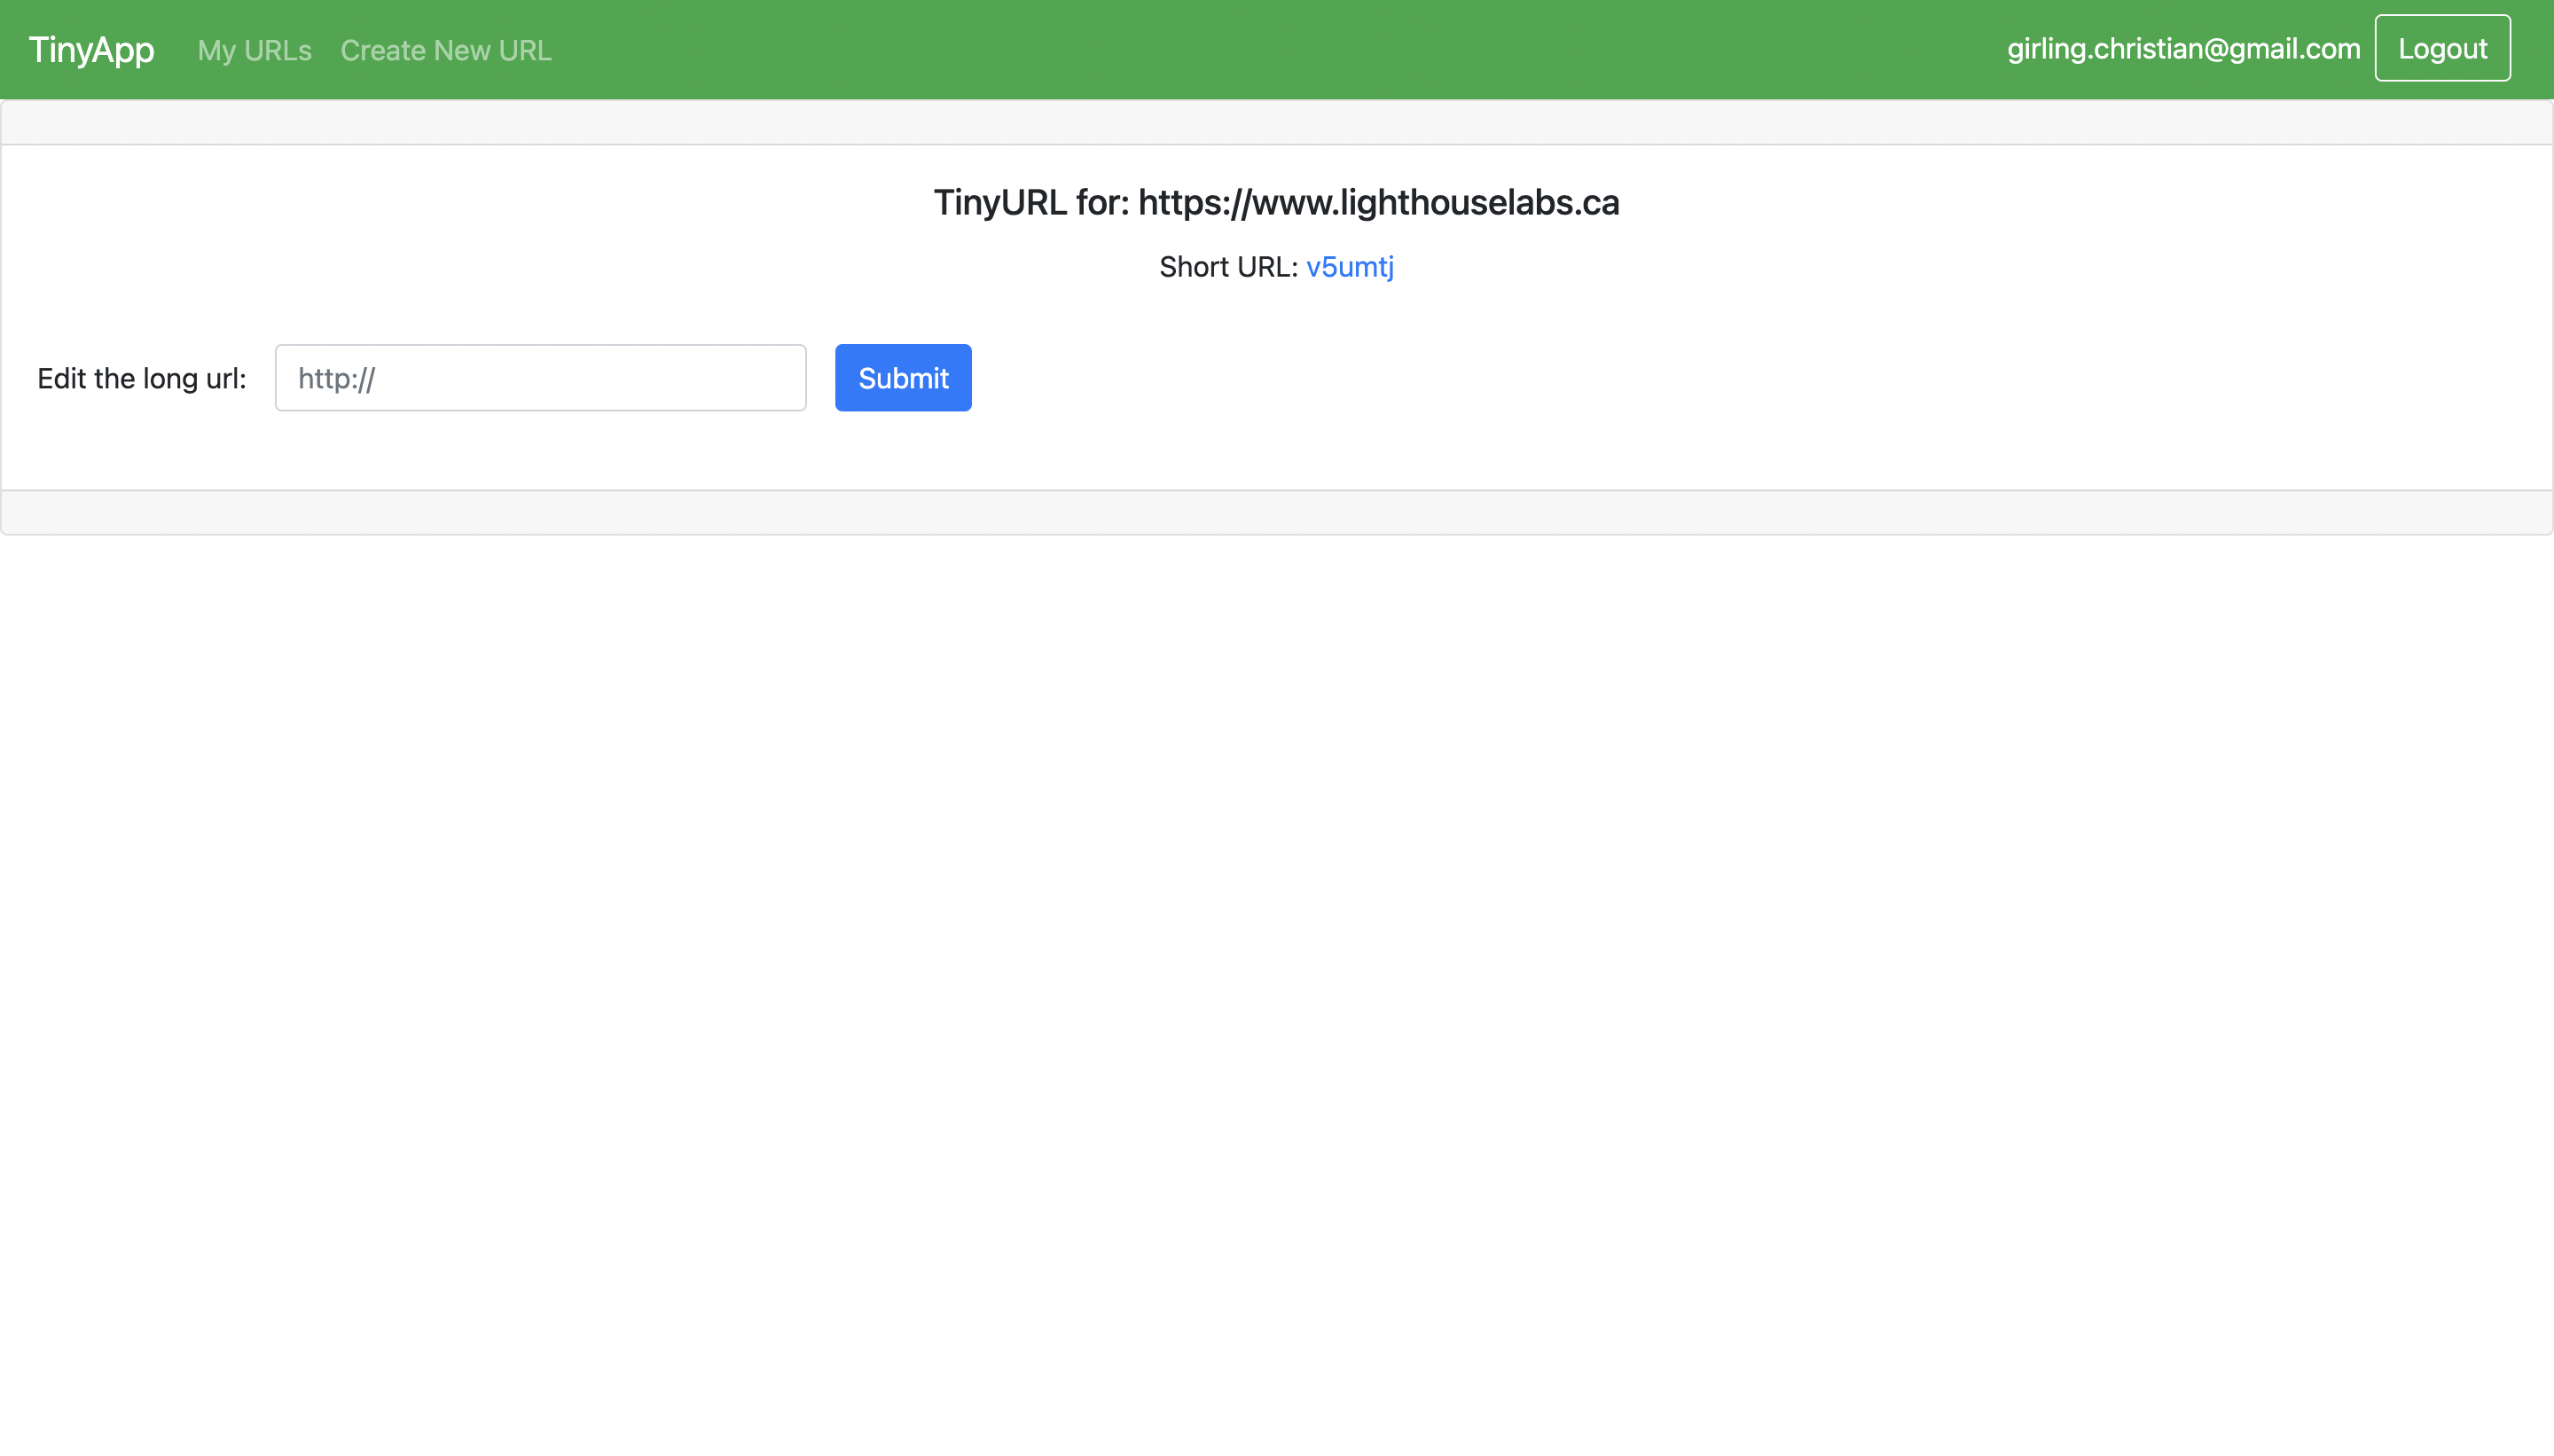 TinyApp My URLs Create New URL girling.christian@gmail.com Logout
TinyURL for: https://www.lighthouselabs.ca
Short URL: v5umtj
Edit the long url: http:// Submit